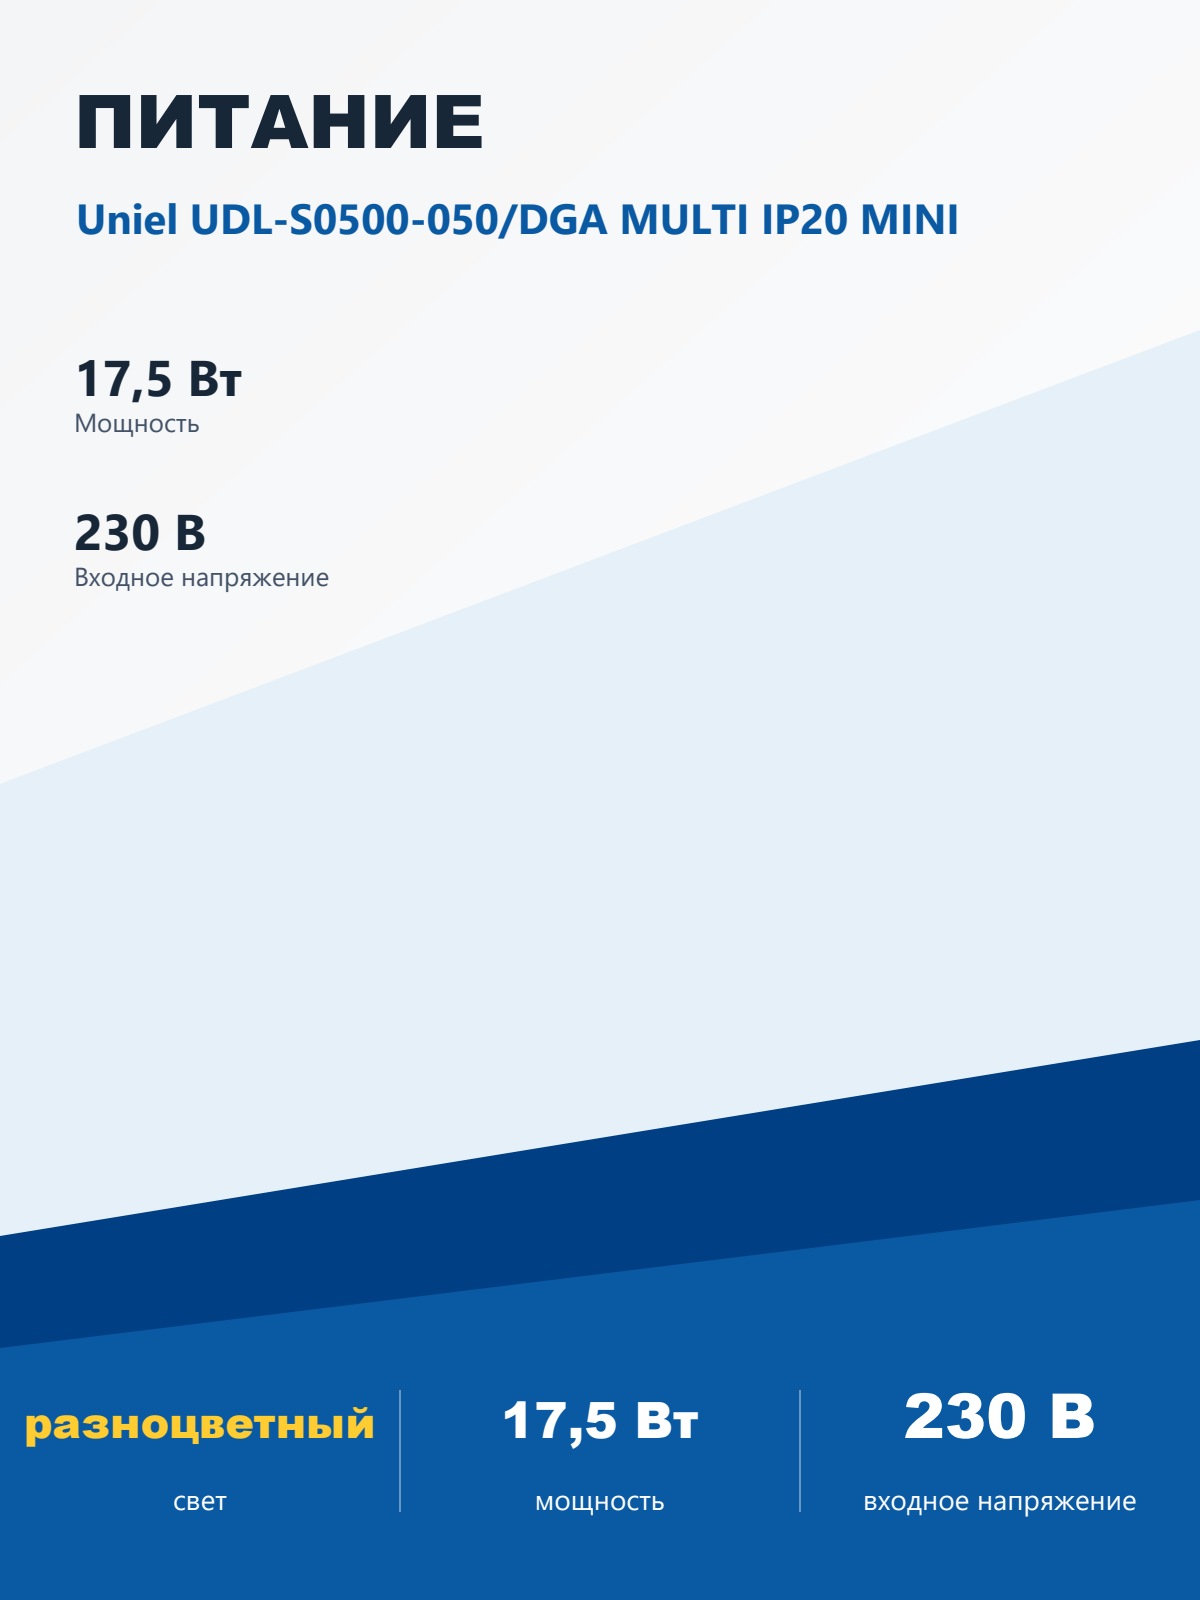 ПИТАНИЕ
Uniel UDL-S0500-050/DGA MULTI IP20 MINI
17,5 Вт
Мощность
230 В
Входное напряжение
разноцветный
свет
17,5 Вт
мощность
230 В
входное напряжение